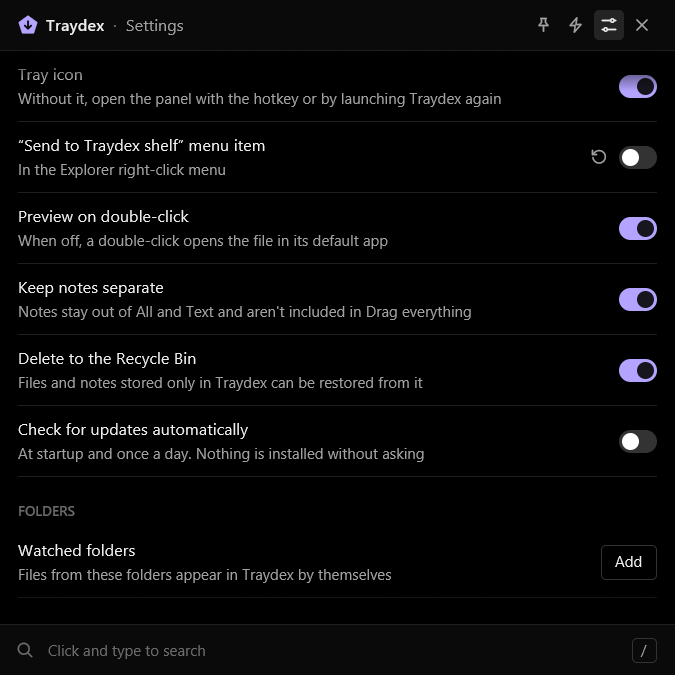 Traydex · Settings
Tray icon
Without it, open the panel with the hotkey or by launching Traydex again
“Send to Traydex shelf” menu item
In the Explorer right-click menu
Preview on double-click
When off, a double-click opens the file in its default app
Keep notes separate
Notes stay out of All and Text and aren't included in Drag everything
Delete to the Recycle Bin
Files and notes stored only in Traydex can be restored from it
Check for updates automatically
At startup and once a day. Nothing is installed without asking
FOLDERS
Watched folders
Add
Files from these folders appear in Traydex by themselves
Click and type to search
/